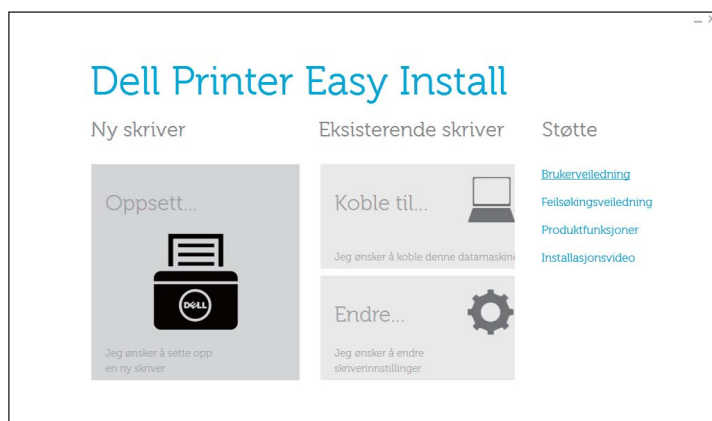 Dell Printer Easy Install
Ny skriver
Eksisterende skriver
Støtte
Oppsett...
DELL
Jeg ønsker å sette opp
en ny skriver
Koble til...
Jeg ønsker å koble denne datamaskine
Endre...
Jeg ønsker å endre
skriverinnstillinger
Brukerveiledning
Feilsøkingsveiledning
Produktfunksjoner
Installasjonsvideo